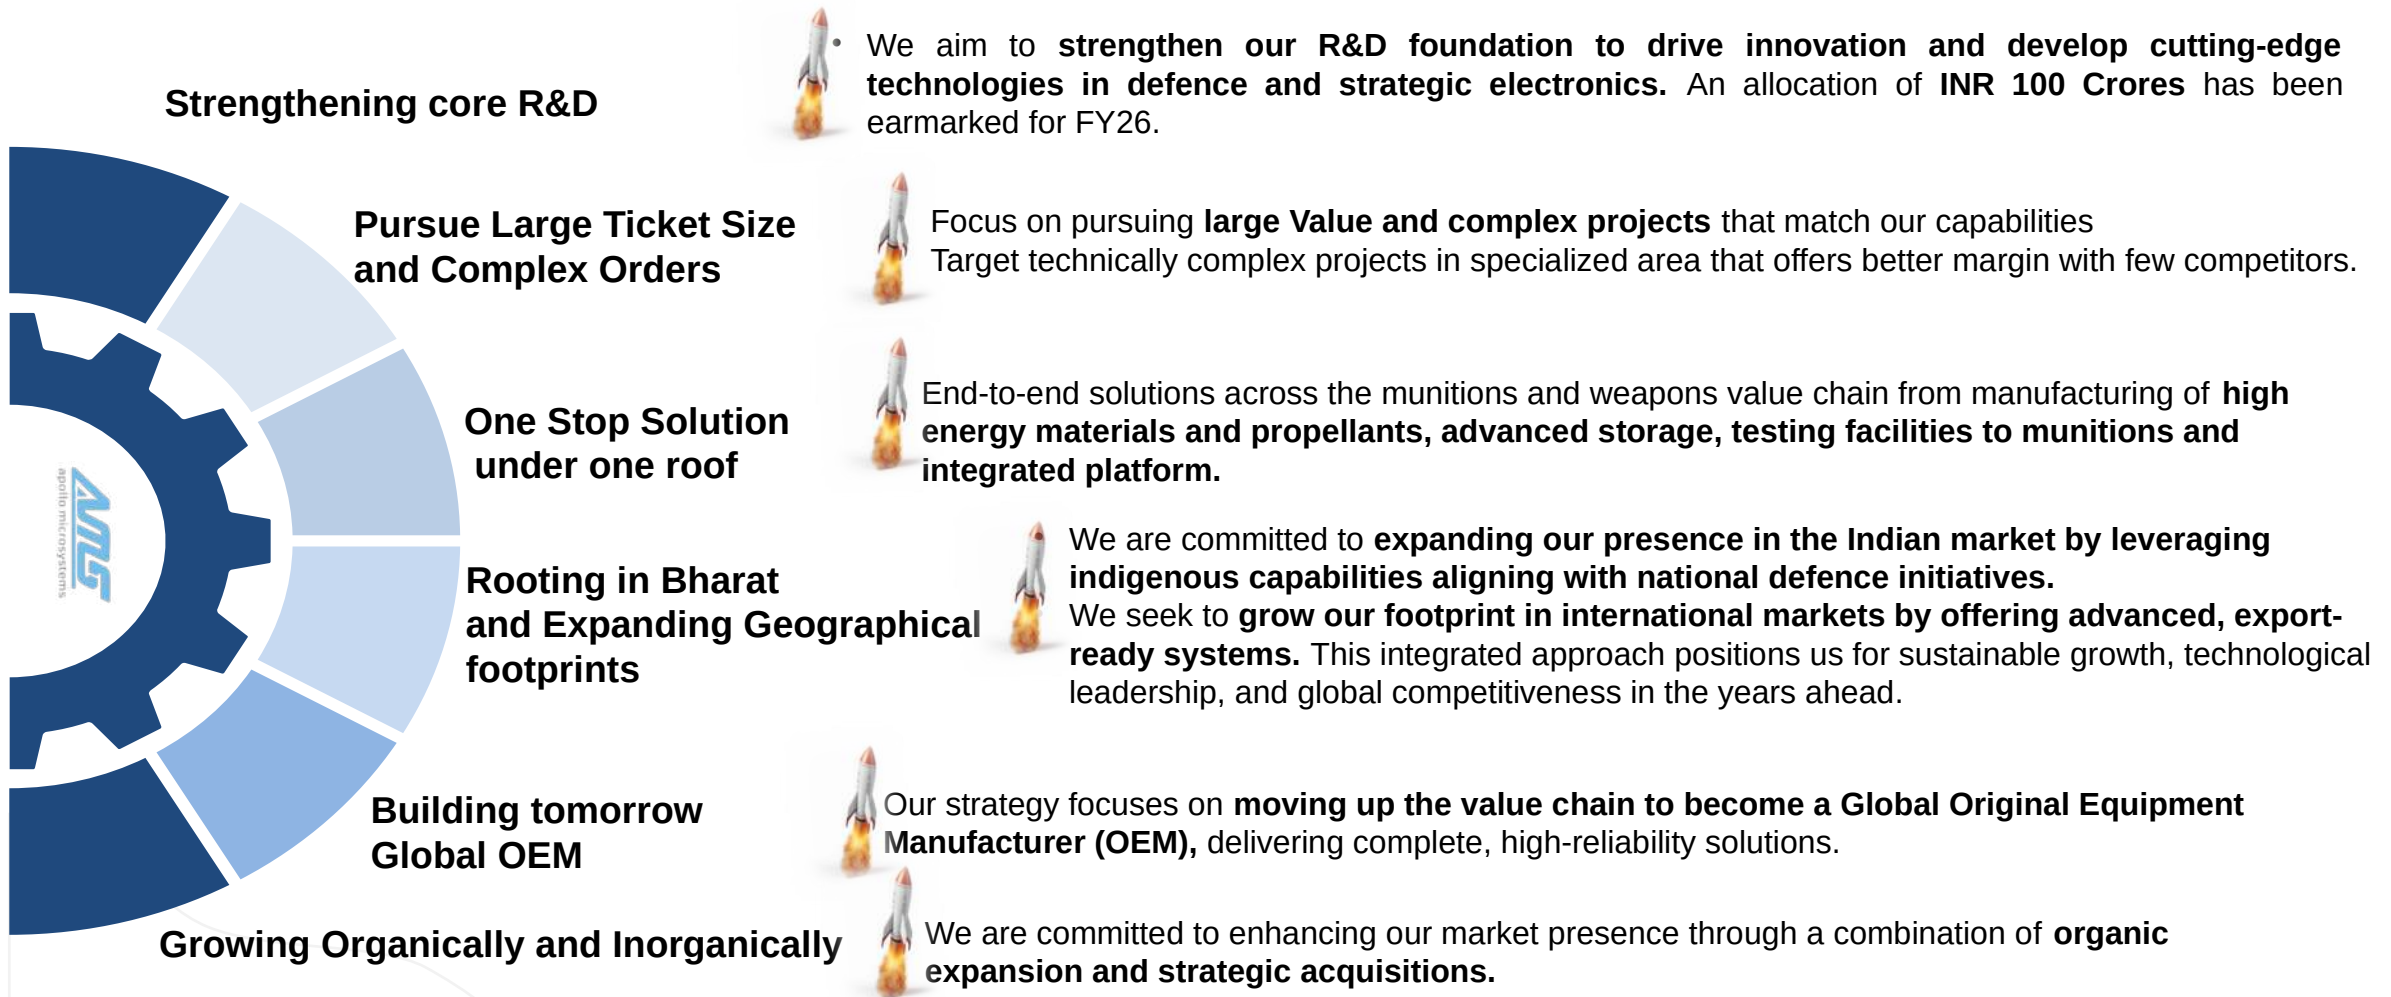 Strengthening core R&D
• We aim to strengthen our R&D foundation to drive innovation and develop cutting-edge
technologies in defence and strategic electronics. An allocation of INR 100 Crores has been
earmarked for FY26.
Pursue Large Ticket Size
and Complex Orders
Focus on pursuing large Value and complex projects that match our capabilities
Target technically complex projects in specialized area that offers better margin with few competitors.
One Stop Solution
under one roof
End-to-end solutions across the munitions and weapons value chain from manufacturing of high
energy materials and propellants, advanced storage, testing facilities to munitions and
integrated platform.
AMS
apollo microsystems
Rooting in Bharat
and Expanding Geographical
footprints
We are committed to expanding our presence in the Indian market by leveraging
indigenous capabilities aligning with national defence initiatives.
We seek to grow our footprint in international markets by offering advanced, export-
ready systems. This integrated approach positions us for sustainable growth, technological
leadership, and global competitiveness in the years ahead.
Building tomorrow
Global OEM
Our strategy focuses on moving up the value chain to become a Global Original Equipment
Manufacturer (OEM), delivering complete, high-reliability solutions.
Growing Organically and Inorganically
We are committed to enhancing our market presence through a combination of organic
expansion and strategic acquisitions.